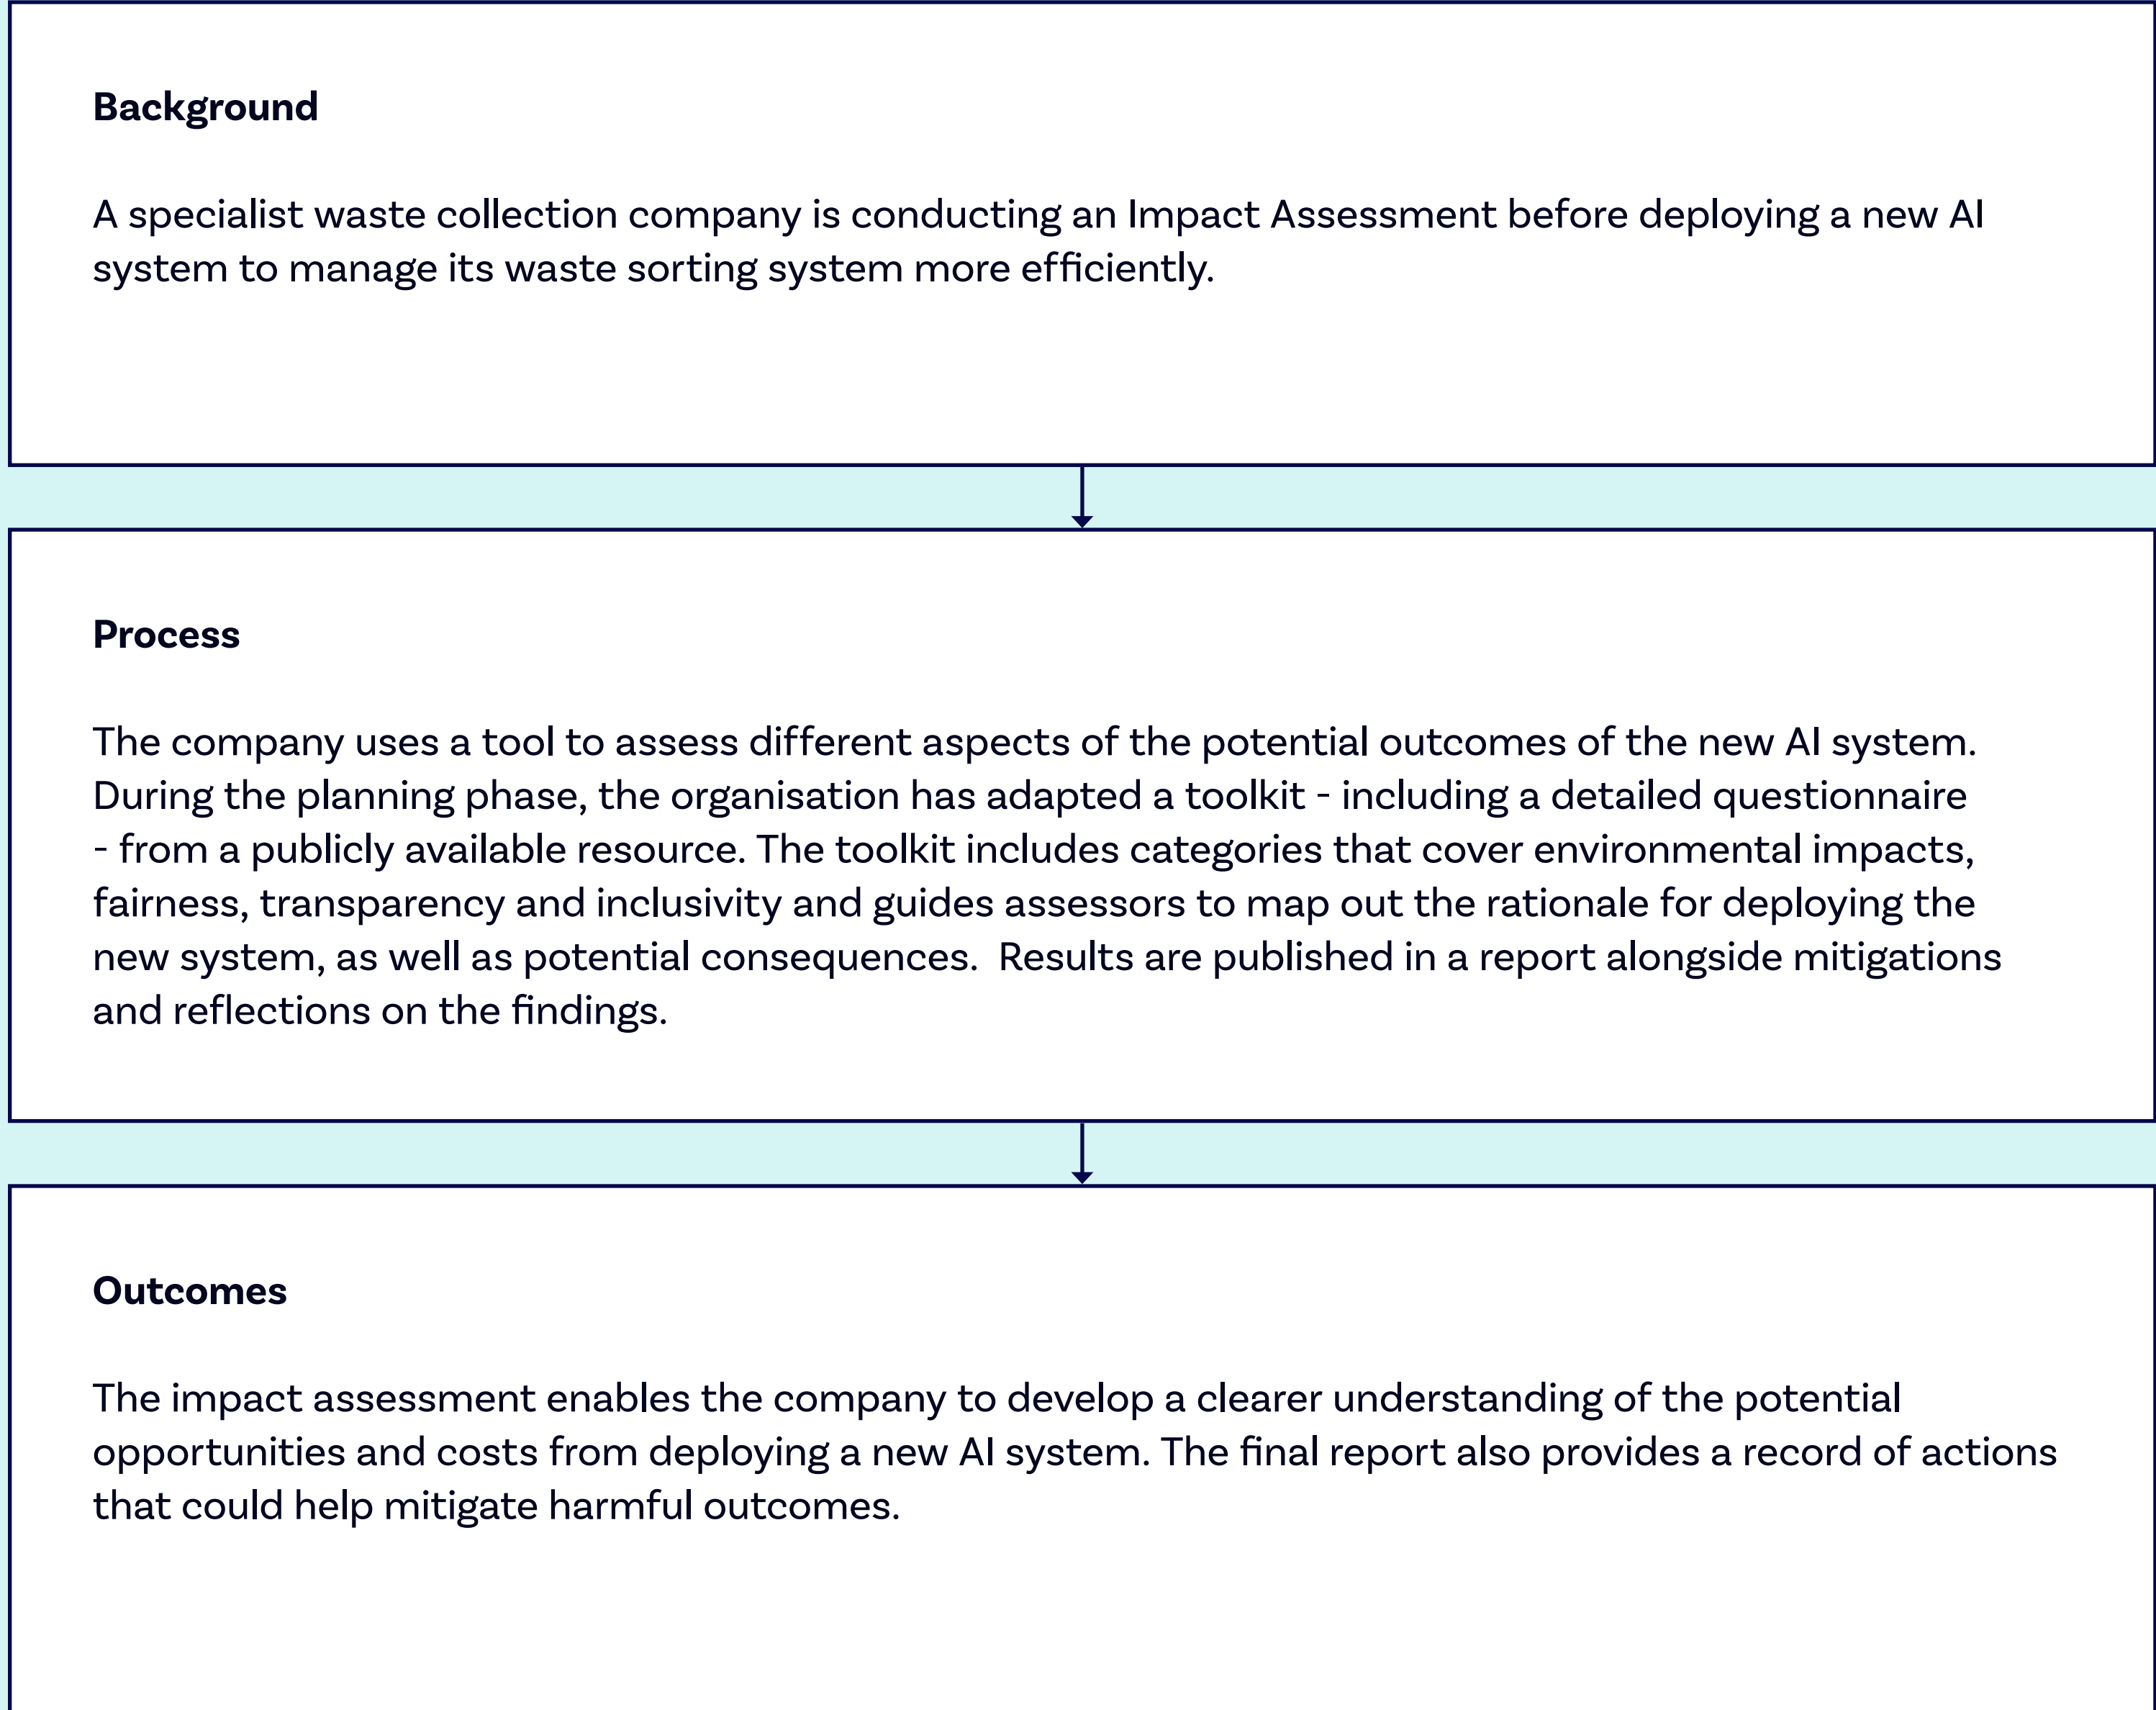 Background
A specialist waste collection company is conducting an Impact Assessment before deploying a new AI
system to manage its waste sorting system more efficiently.
Process
The company uses a tool to assess different aspects of the potential outcomes of the new AI system.
During the planning phase, the organisation has adapted a toolkit - including a detailed questionnaire
- from a publicly available resource. The toolkit includes categories that cover environmental impacts,
fairness, transparency and inclusivity and guides assessors to map out the rationale for deploying the
new system, as well as potential consequences.  Results are published in a report alongside mitigations
and reflections on the findings.
Outcomes
The impact assessment enables the company to develop a clearer understanding of the potential
opportunities and costs from deploying a new AI system. The final report also provides a record of actions
that could help mitigate harmful outcomes.